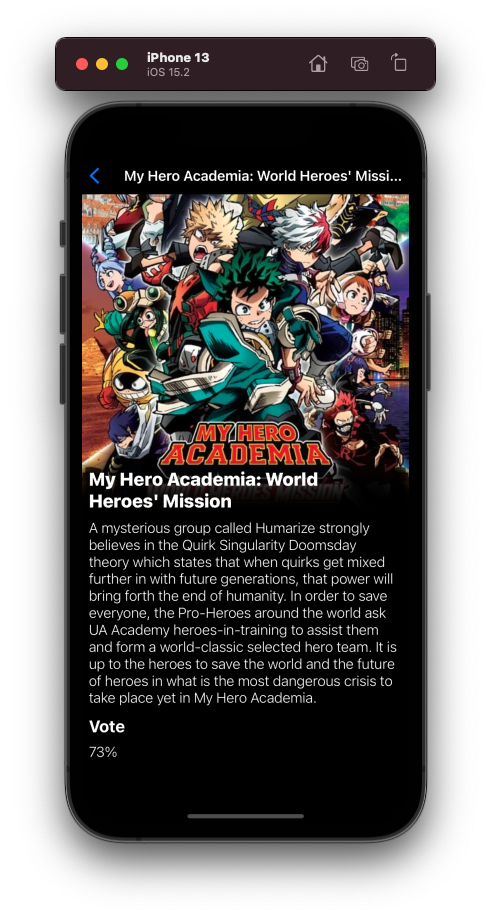 iPhone 13
iOS 15.2
My Hero Academia: World Heroes' Missi...
MY HERO
ACADEMIA
My Hero Academia: World
Heroes' Mission
A mysterious group called Humarize strongly
believes in the Quirk Singularity Doomsday
theory which states that when quirks get mixed
further in with future generations, that power will
bring forth the end of humanity. In order to save
everyone, the Pro-Heroes around the world ask
UA Academy heroes-in-training to assist them
and form a world-classic selected hero team. It is
up to the heroes to save the world and the future
of heroes in what is the most dangerous crisis to
take place yet in My Hero Academia.
Vote
73%